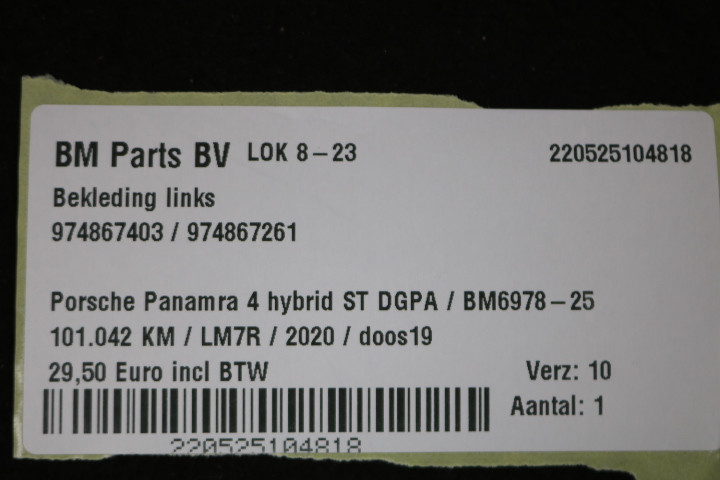 BM Parts BV LOK 8-23 220525104818
Bekleding links
974867403 / 974867261
Porsche Panamra 4 hybrid ST DGPA / BM6978-25
101.042 KM / LM7R / 2020 / doos19
29,50 Euro incl BTW Verz: 10
Aantal: 1
220525104818